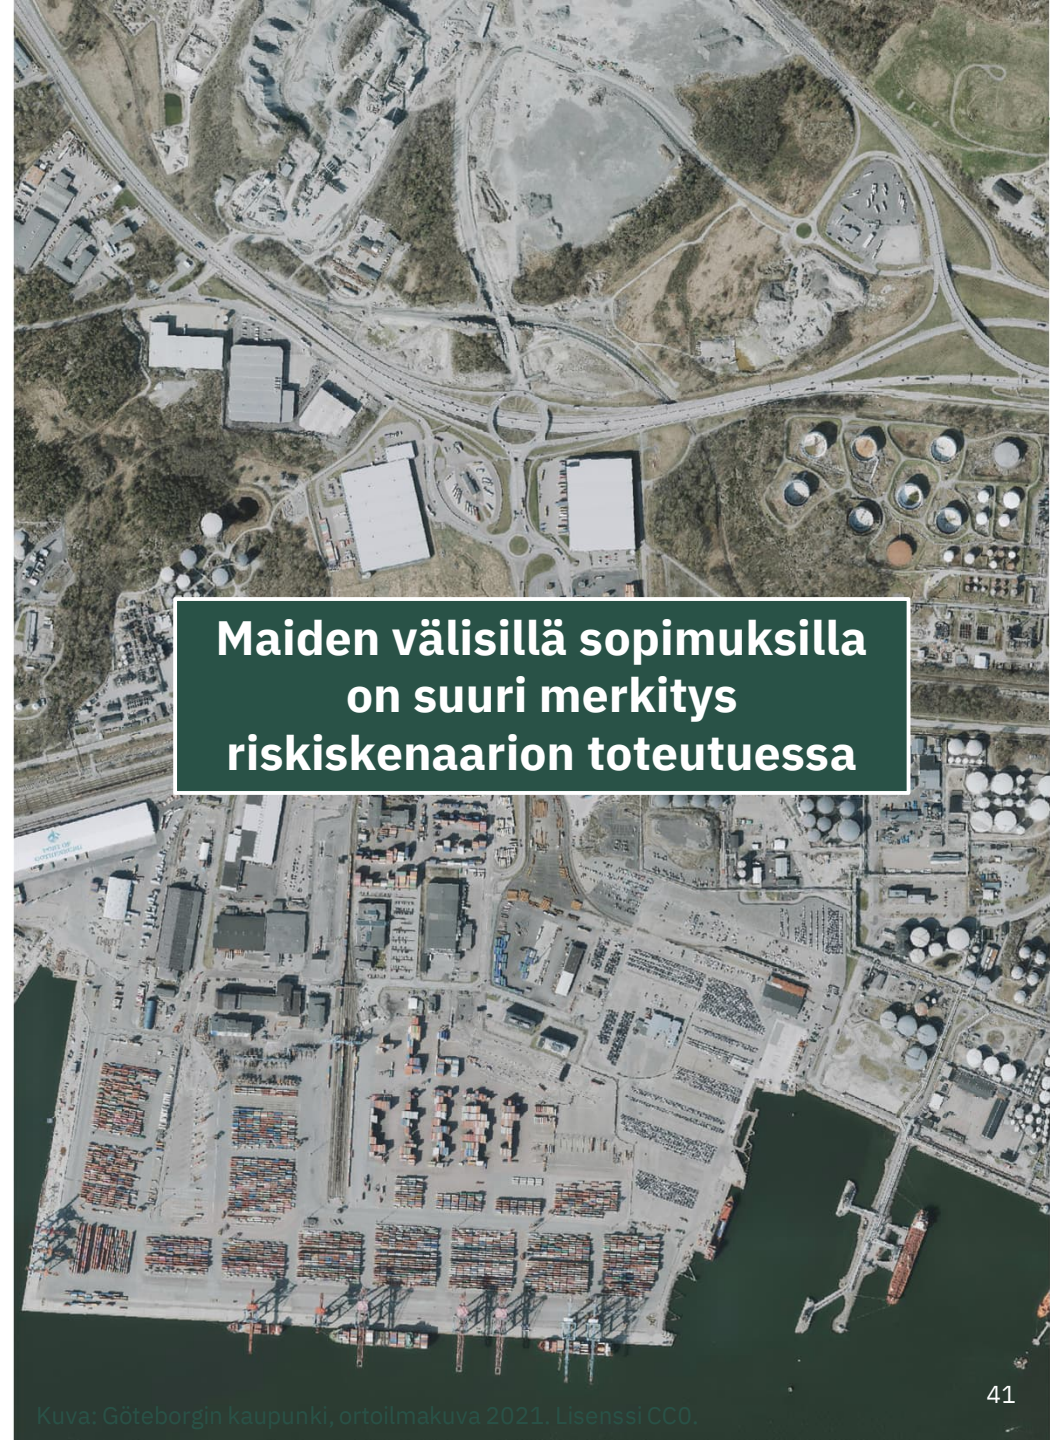 Maiden välisillä sopimuksilla
on suuri merkitys
riskiskenaarion toteutuessa
41
Kuva: Göteborgin kaupunki, ortoilmakuva 2021. Lisenssi CC0.